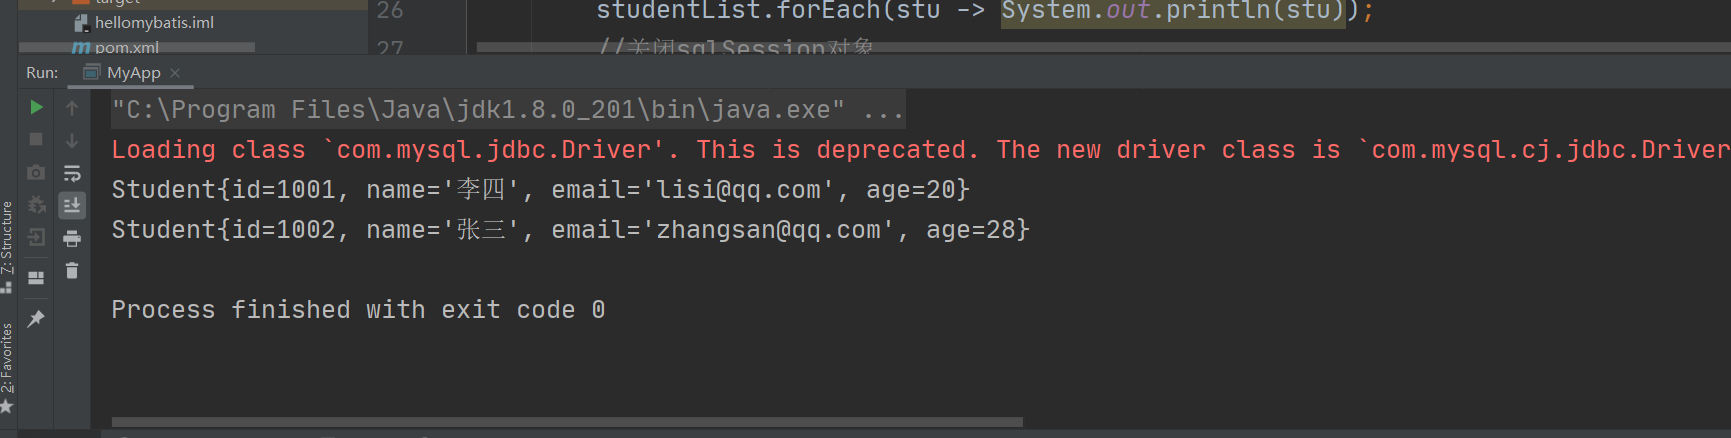 target
hellomybatis.iml
pom.xml
26 studentList.forEach(stu -> System.out.println(stu));
27 //关闭sqlSession对象
Run: MyApp
"C:\Program Files\Java\jdk1.8.0_201\bin\java.exe" ...
Loading class `com.mysql.jdbc.Driver'. This is deprecated. The new driver class is `com.mysql.cj.jdbc.Driver
Student{id=1001, name='李四', email='lisi@qq.com', age=20}
Student{id=1002, name='张三', email='zhangsan@qq.com', age=28}
Process finished with exit code 0
7: Structure
2: Favorites